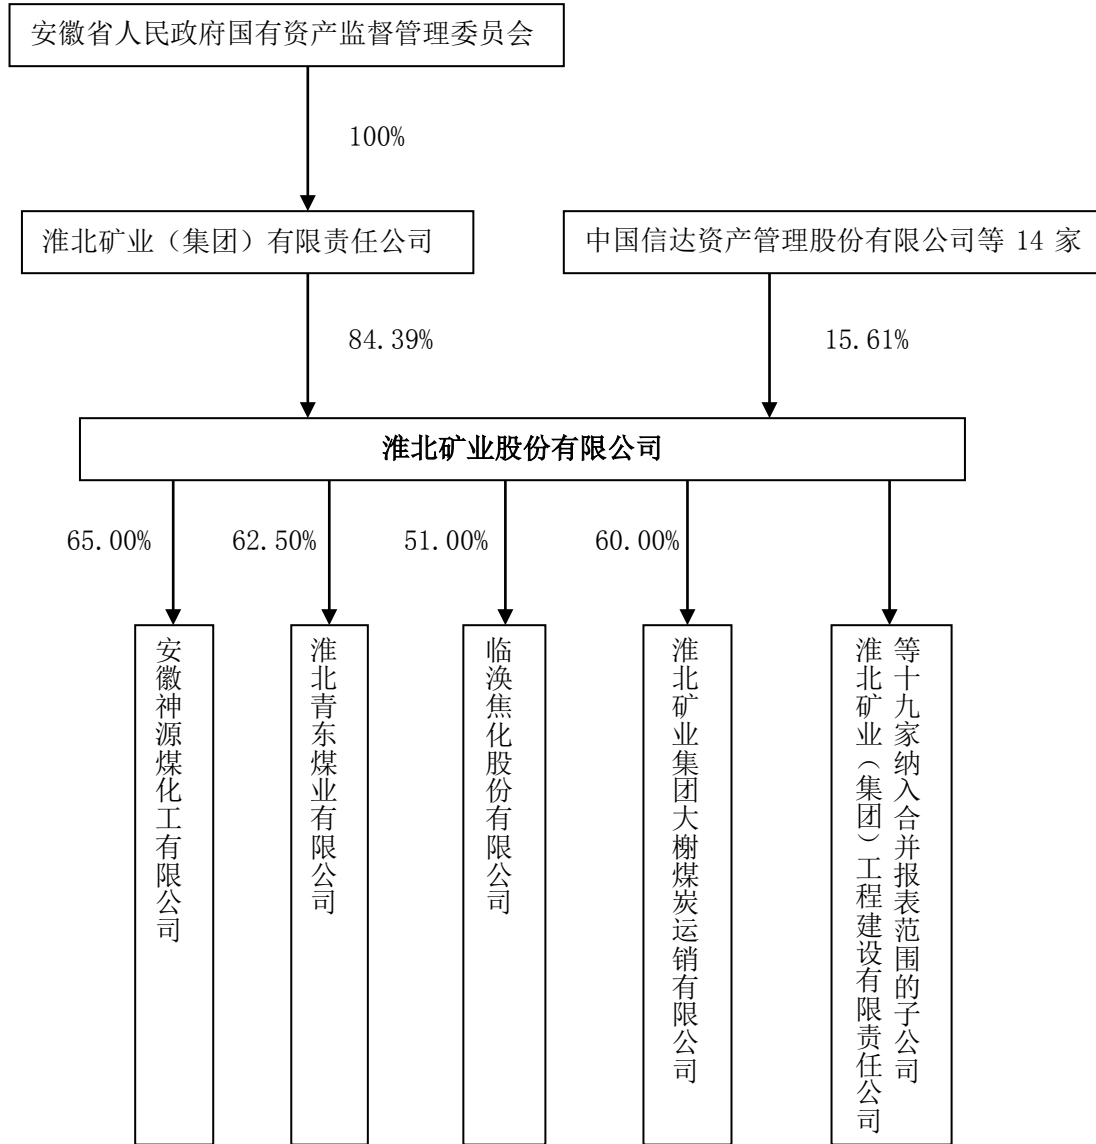 安徽省人民政府国有资产监督管理委员会
100%
淮北矿业（集团）有限责任公司
中国信达资产管理股份有限公司等 14 家
84.39%
15.61%
淮北矿业股份有限公司
65.00%
62.50%
51.00%
60.00%
安徽神源煤化工有限公司
淮北青东煤业有限公司
临涣焦化股份有限公司
淮北矿业集团大榭煤炭运销有限公司
淮北矿业（集团）工程建设有限责任公司
等十九家纳入合并报表范围的子公司